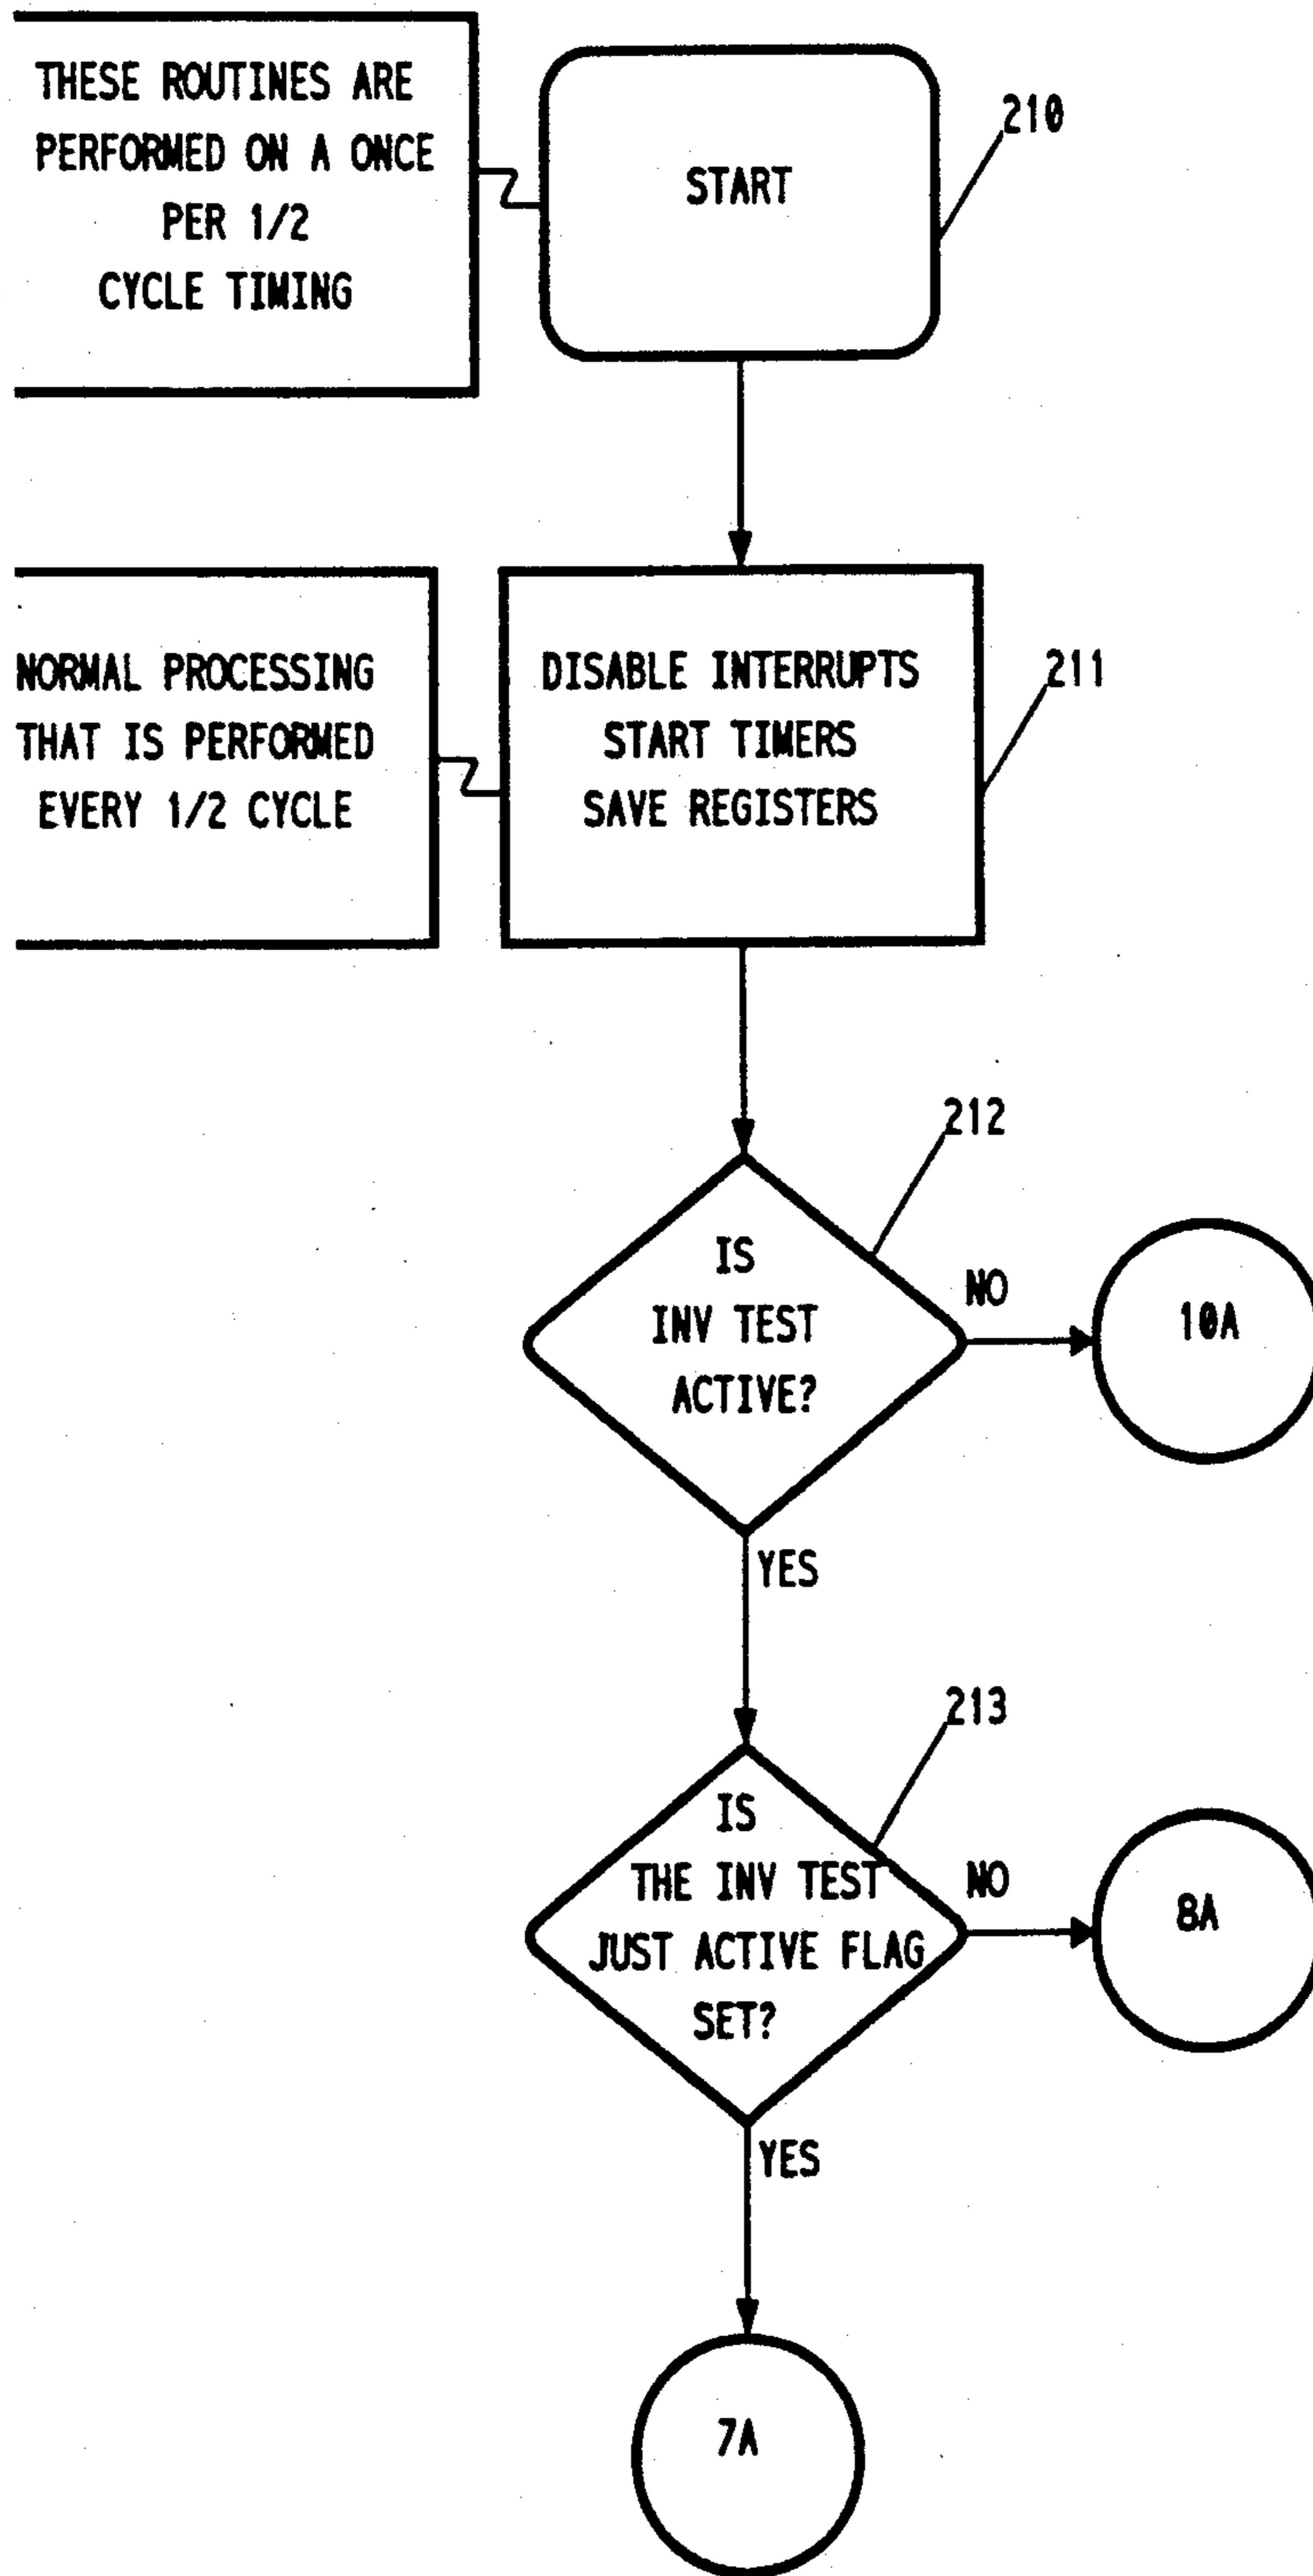 THESE ROUTINES ARE
PERFORMED ON A ONCE
PER 1/2
CYCLE TIMING
START
210
NORMAL PROCESSING
THAT IS PERFORMED
EVERY 1/2 CYCLE
DISABLE INTERRUPTS
START TIMERS
SAVE REGISTERS
211
212
IS
INV TEST
ACTIVE?
NO
10A
YES
213
IS
THE INV TEST
JUST ACTIVE FLAG
SET?
NO
8A
YES
7A